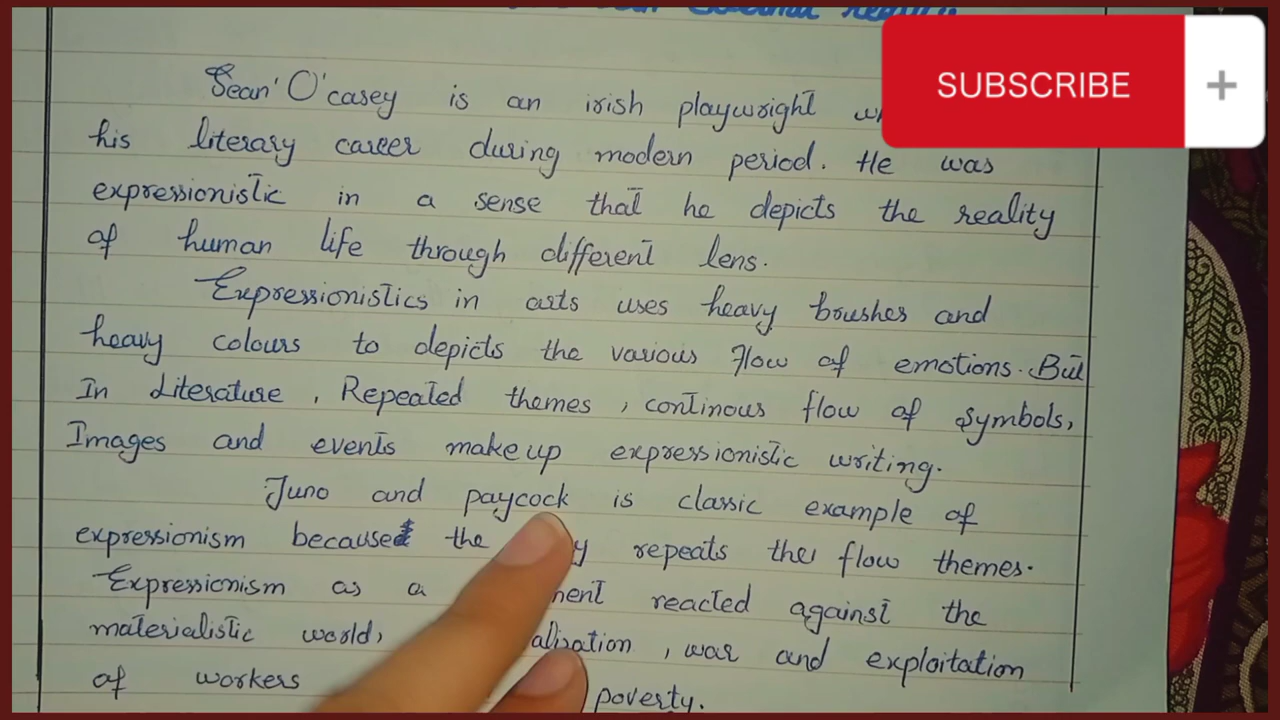 SUBSCRIBE +
Sean' O'casey is an irish playwright
his literary career during modern period. He was
expressionistic in a sense that he depicts the reality
of human life through different lens.
Expressionistics in arts uses heavy brushes and
heavy colours to depicts the various flow of emotions. But
In Literature, Repeated themes, continous flow of symbols,
Images and events makeup expressionistic writing.
Juno and paycock is classic example of
expressionism because the repeats the flow themes.
Expressionism as a reacted against the
materialistic world, war and exploitation
of workers poverty.